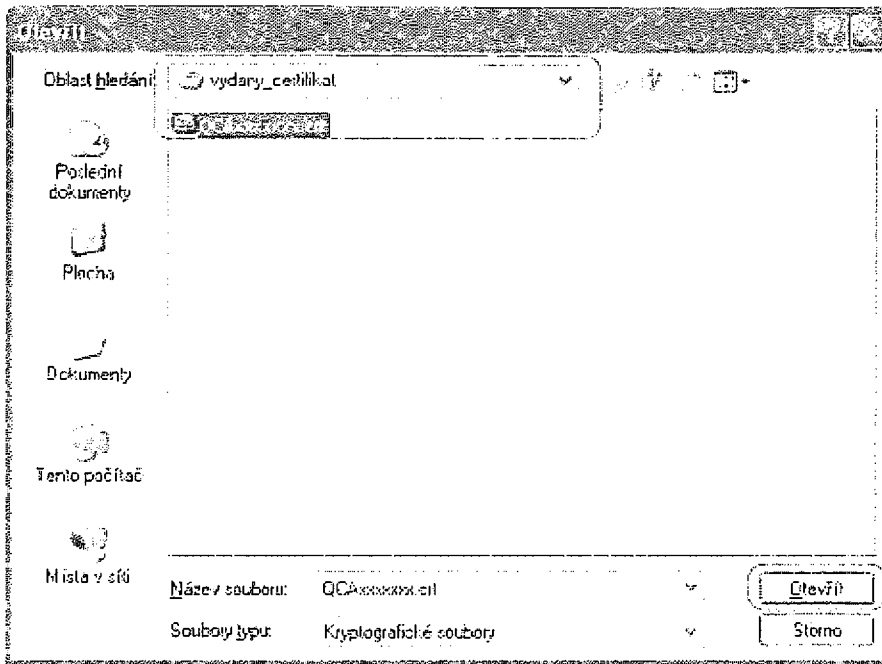 Otevřít
Oblast hledání:
vydany_certifikat
Poslední
dokumenty
Plocha
Dokumenty
Tento počítač
Místa v síti
Název souboru:
QCAxxxxxxx.crt
Otevřít
Soubory typu:
Kryptografické soubory
Storno